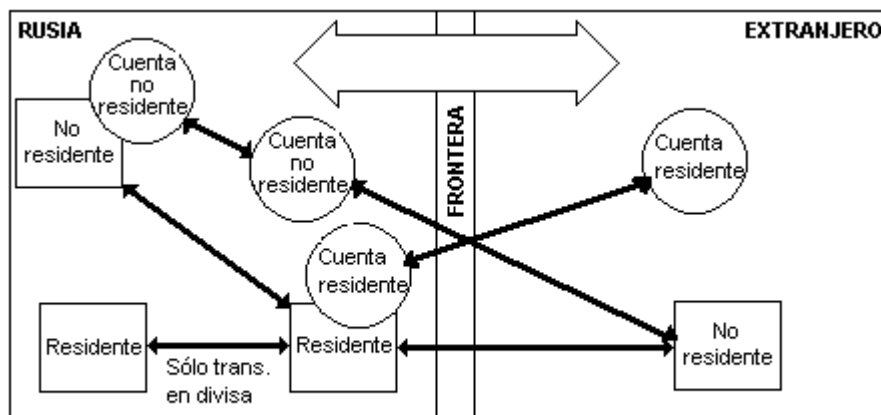 RUSIA
EXTRANJERO
Cuenta
no
residente
No
residente
Cuenta
no
residente
FRONTERA
Cuenta
residente
Cuenta
residente
Residente
Sólo trans.
en divisa
Residente
No
residente